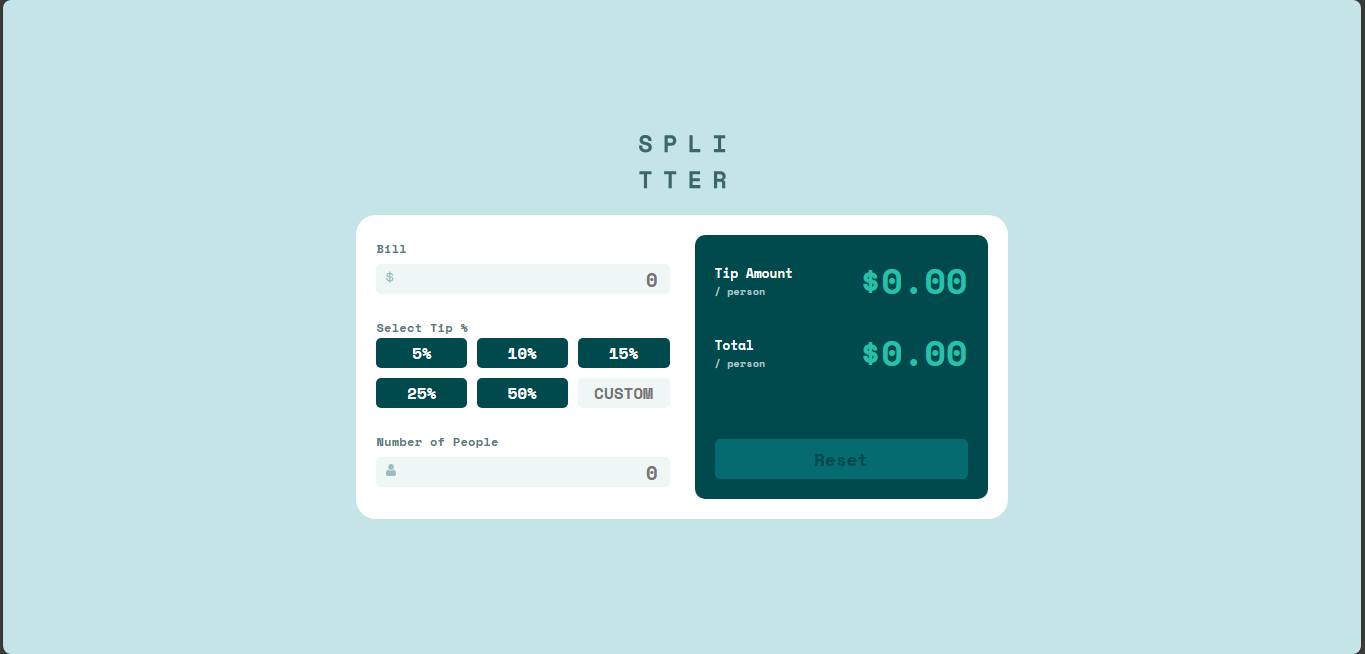 SPLI
TTER
Bill
$ 0
Select Tip %
5% 10% 15%
25% 50% CUSTOM
Number of People
0
Tip Amount
/ person
$0.00
Total
/ person
$0.00
Reset